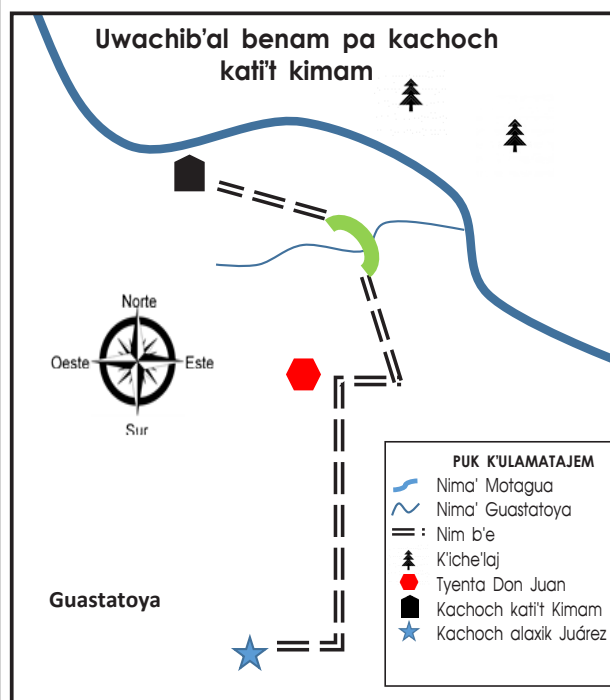 Uwachib'al benam pa kachoch
kati't kimam
Norte
Oeste
Este
Sur
Guastatoya
PUK K'ULAMATAJEM
Nima' Motagua
Nima' Guastatoya
Nim b'e
K'iche'laj
Tyenta Don Juan
Kachoch kati't Kimam
Kachoch alaxik Juárez